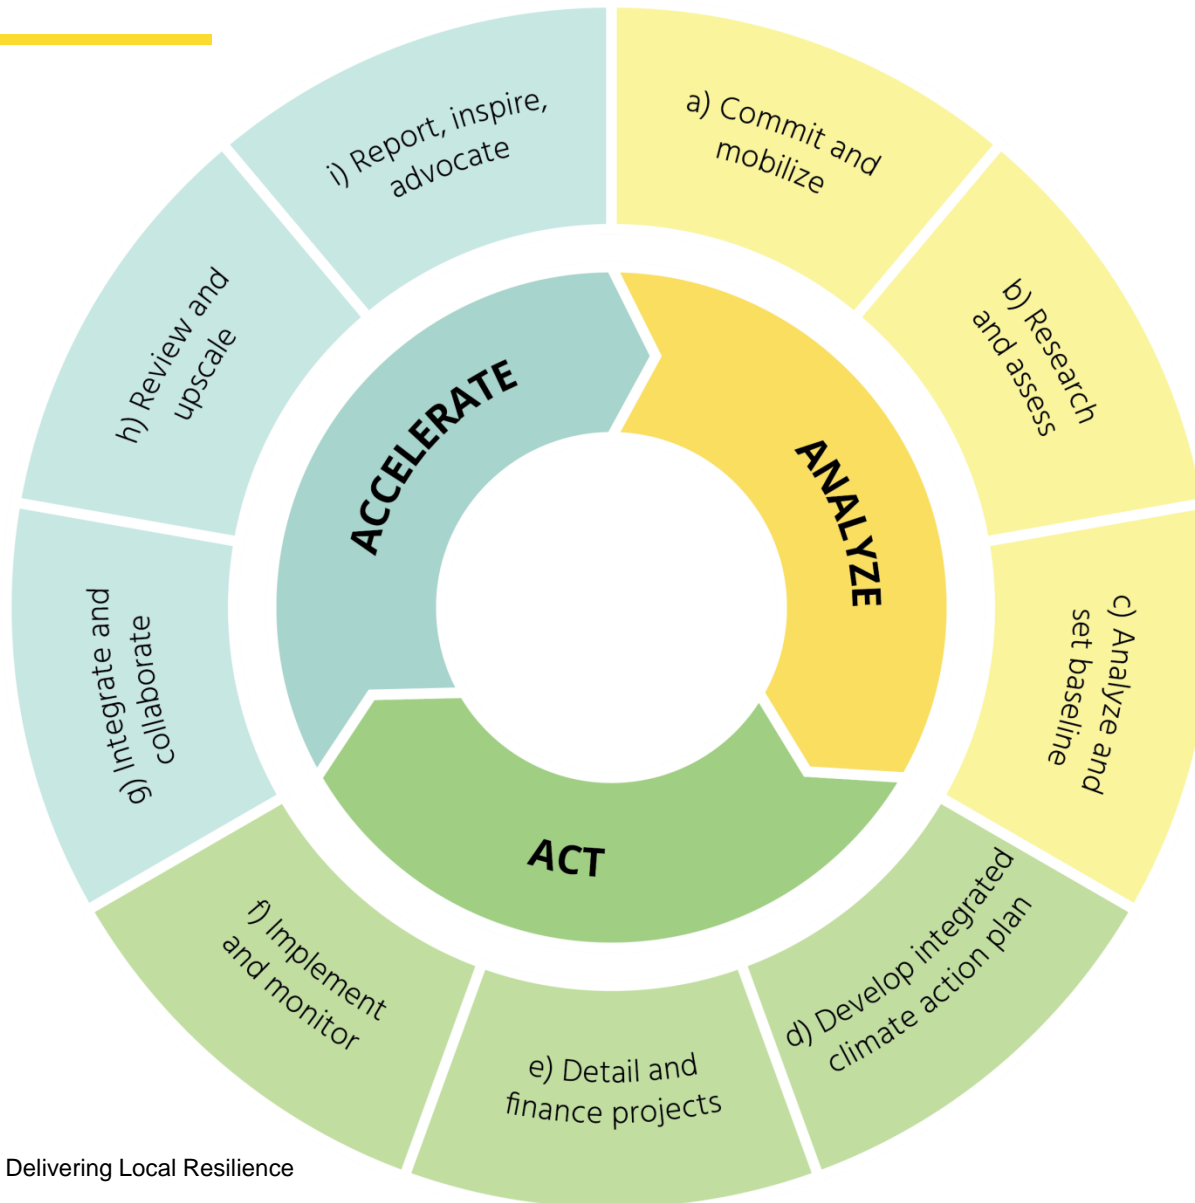 a) Commit and
mobilize
b) Research
and assess
c) Analyze and
set baseline
d) Develop integrated
climate action plan
e) Detail and
finance projects
f) Implement
and monitor
g) Integrate and
collaborate
h) Review and
upscale
i) Report, inspire,
advocate
ANALYZE
ACT
ACCELERATE
Delivering Local Resilience